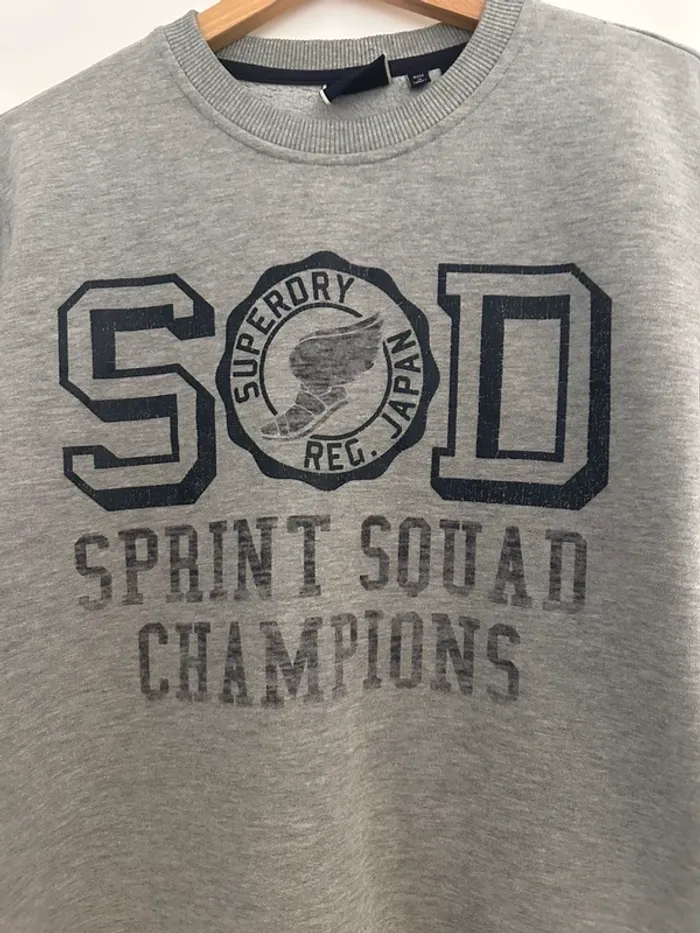 S D
SUPERDRY
REG. JAPAN
SPRINT SQUAD
CHAMPIONS